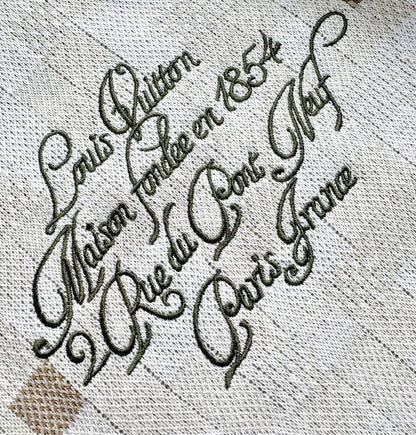 Louis Vuitton
Maison fondée en 1854
2 Rue du Pont Neuf
Paris France